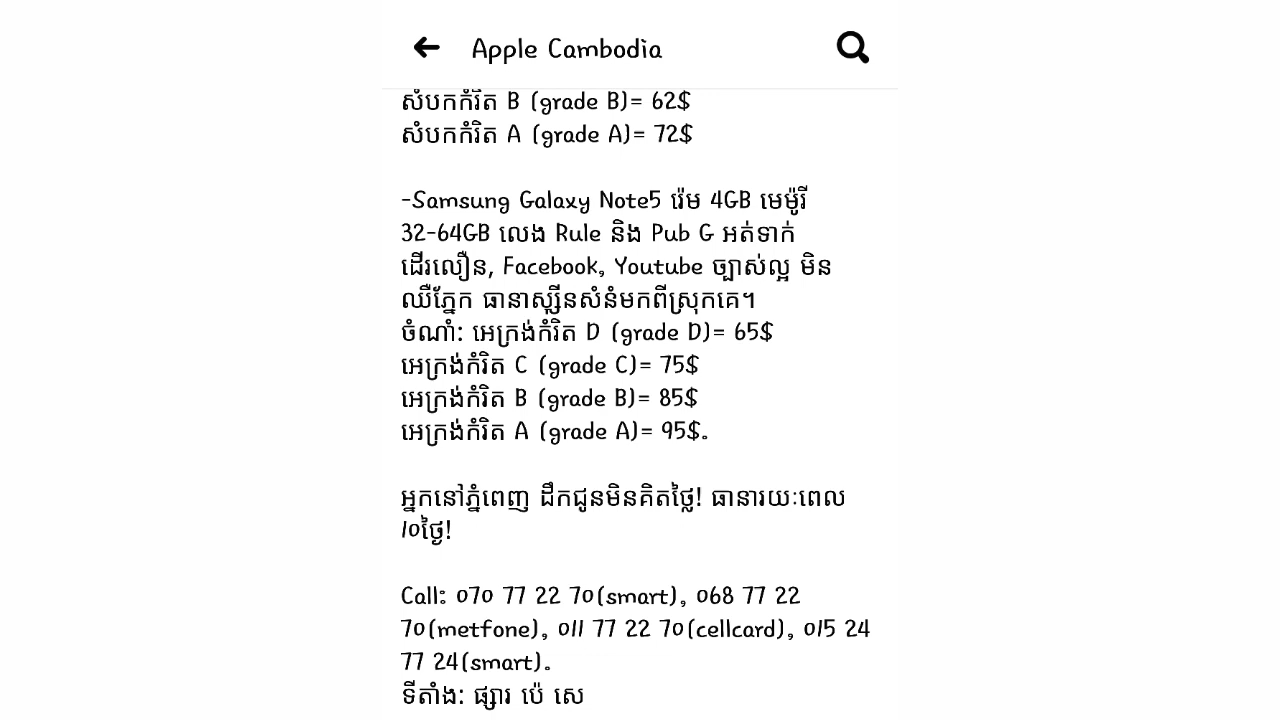 Apple Cambodia
សំបកកំរិត B (grade B)= 62$
សំបកកំរិត A (grade A)= 72$
-Samsung Galaxy Note5 រ៉េម 4GB មេម៉ូរី
32-64GB លេង Rule និង Pub G អត់ទាក់
ដើរលឿន, Facebook, Youtube ច្បាស់ល្អ មិន
ឈឺភ្នែក ធានាស៊្សីនសំនំមកពីស្រុកគេ។
ចំណាំ: អេក្រង់កំរិត D (grade D)= 65$
អេក្រង់កំរិត C (grade C)= 75$
អេក្រង់កំរិត B (grade B)= 85$
អេក្រង់កំរិត A (grade A)= 95$.
អ្នកនៅភ្នំពេញ ដឹកជូនមិនគិតថ្លៃ! ធានារយៈពេល
10ថ្ងៃ!
Call: 070 77 22 70(smart), 068 77 22
70(metfone), 011 77 22 70(cellcard), 015 24
77 24(smart).
ទីតាំង: ផ្សារ ប៉េ សេ